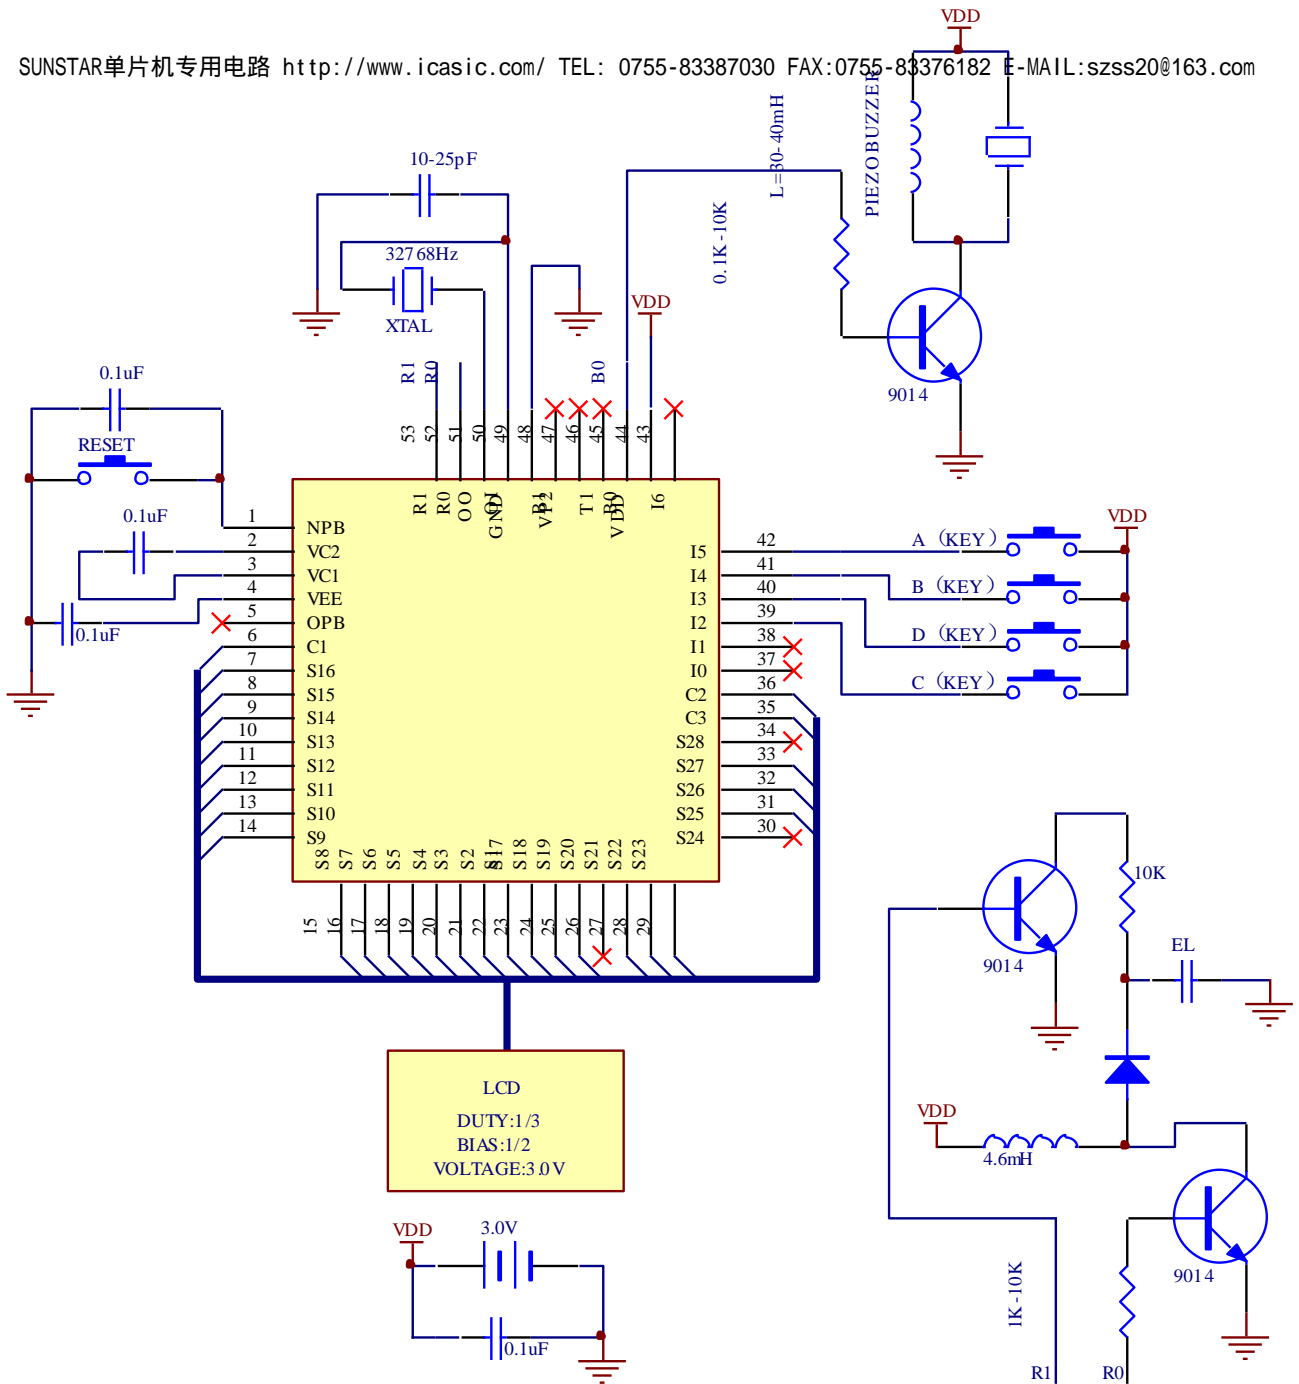 VDD
SUNSTAR单片机专用电路 http://www.icasic.com/ TEL: 0755-83387030 FAX:0755-83376182 E-MAIL:szss20@163.com
PIEZOBUZZER
L=30-40mH
10-25pF
0.1K-10K
32768Hz
XTAL
VDD
R1
R0
B0
9014
0.1uF
RESET
53
52
51
50
49
48
47
46
45
44
43
R1
R0
OO
OI
GND
B1
VP2
T1
B0
VDD
I6
0.1uF
0.1uF
1 NPB
2 VC2
3 VC1
4 VEE
5 OPB
6 C1
7 S16
8 S15
9 S14
10 S13
11 S12
12 S11
13 S10
14 S9
I5 42
I4 41
I3 40
I2 39
I1 38
I0 37
C2 36
C3 35
S28 34
S27 33
S26 32
S25 31
S24 30
VDD
A (KEY)
B (KEY)
D (KEY)
C (KEY)
S8
S7
S6
S5
S4
S3
S2
S1
S17
S18
S19
S20
S21
S22
S23
15
16
17
18
19
20
21
22
23
24
25
26
27
28
29
10K
9014
EL
LCD
DUTY:1/3
BIAS:1/2
VOLTAGE:3.0V
VDD
4.6mH
9014
VDD
3.0V
0.1uF
1K-10K
R1
R0